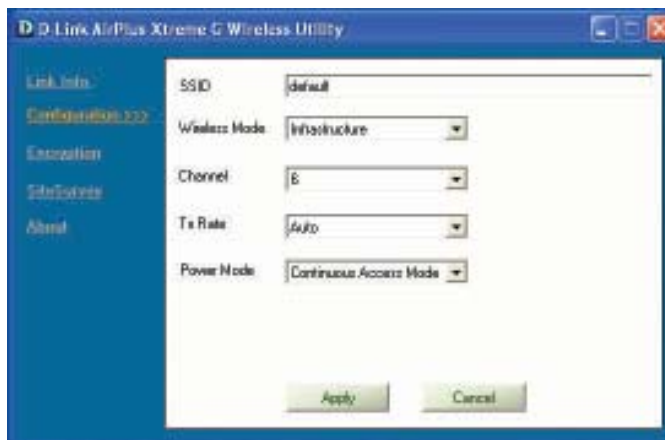 D D-Link AirPlus Xtreme G Wireless Utility
Link Info
Configuration >>>
Encryption
SiteSurvey
About
SSID default
Wireless Mode Infrastructure
Channel 6
Tx Rate Auto
Power Mode Continuous Access Mode
Apply Cancel